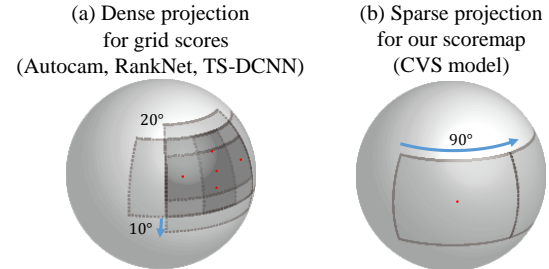 (a) Dense projection
for grid scores
(Autocam, RankNet, TS-DCNN)
20°
10°
(b) Sparse projection
for our scoremap
(CVS model)
90°